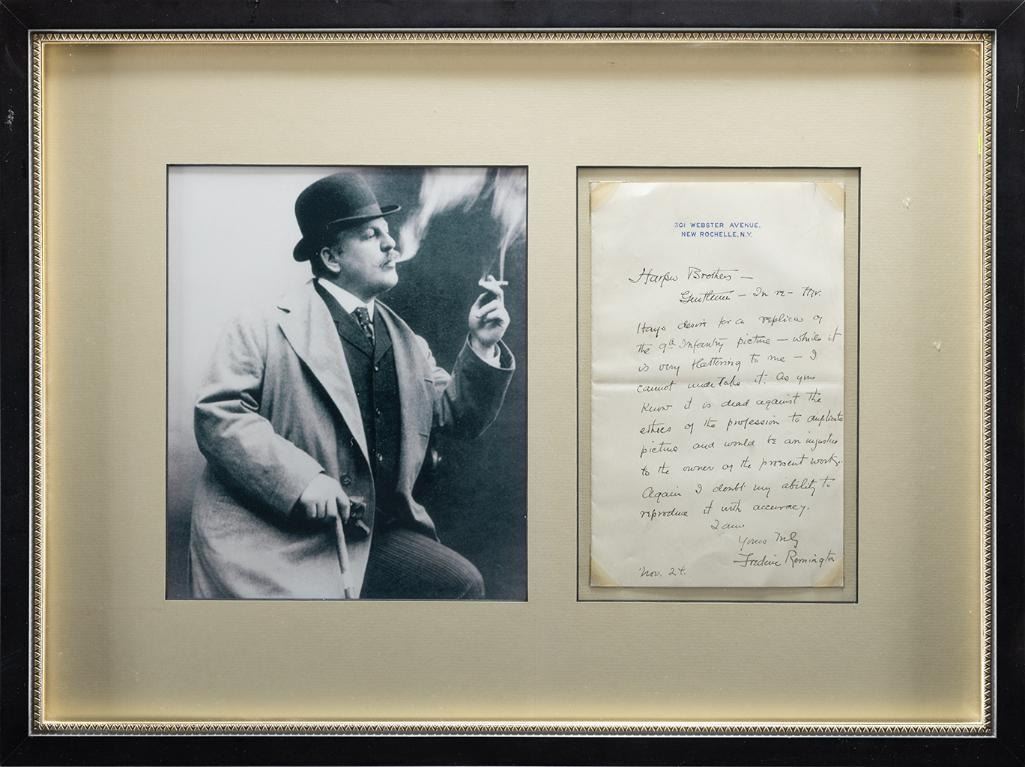 301 WEBSTER AVENUE,
NEW ROCHELLE, N.Y.
Harper Brothers —
Gentlemen — In re — Mr.
Hays desire for a replica of
the 9th Infantry picture — while it
is very flattering to me — I
cannot undertake it. As you
know it is dead against the
ethics of the profession to duplicate
picture and would be an injustice
to the owner of the present work.
Again I doubt my ability to
reproduce it with accuracy.
I am
Yours truly
Frederic Remington
Nov. 24.